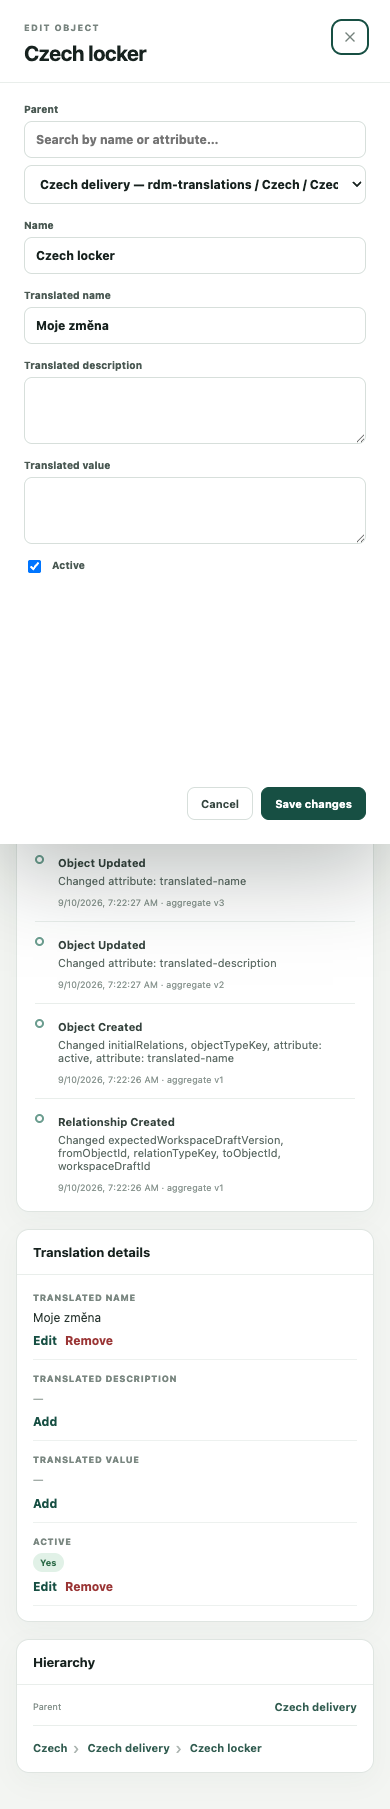 EDIT OBJECT
Czech locker
Parent
Search by name or attribute...
Czech delivery — rdm-translations / Czech / Czec
Name
Czech locker
Translated name
Moje změna
Translated description
Translated value
Active
Cancel
Save changes
Object Updated
Changed attribute: translated-name
9/10/2026, 7:22:27 AM · aggregate v3
Object Updated
Changed attribute: translated-description
9/10/2026, 7:22:27 AM · aggregate v2
Object Created
Changed initialRelations, objectTypeKey, attribute:
active, attribute: translated-name
9/10/2026, 7:22:26 AM · aggregate v1
Relationship Created
Changed expectedWorkspaceDraftVersion,
fromObjectId, relationTypeKey, toObjectId,
workspaceDraftId
9/10/2026, 7:22:26 AM · aggregate v1
Translation details
TRANSLATED NAME
Moje změna
Edit Remove
TRANSLATED DESCRIPTION
—
Add
TRANSLATED VALUE
—
Add
ACTIVE
Yes
Edit Remove
Hierarchy
Parent Czech delivery
Czech › Czech delivery › Czech locker